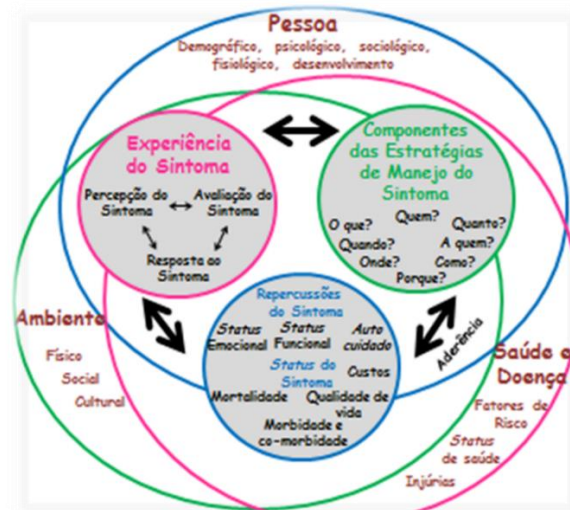 Pessoa
Demográfico, psicológico, sociológico,
fisiológico, desenvolvimento
Experiência
do Sintoma
Percepção do
Sintoma
Avaliação do
Sintoma
Resposta ao
Sintoma
Componentes
das Estratégias
de Manejo do
Sintoma
O que?
Quem?
Quanto?
Quando?
A quem?
Onde?
Como?
Porque?
Repercussões
do Sintoma
Status
Emocional
Status
Funcional
Auto
cuidado
Status do
Sintoma
Custos
Mortalidade
Qualidade de
vida
Morbidade e
co-morbidade
Aderência
Ambiente
Físico
Social
Cultural
Saúde e
Doença
Fatores de
Risco
Status
de saúde
Injúrias